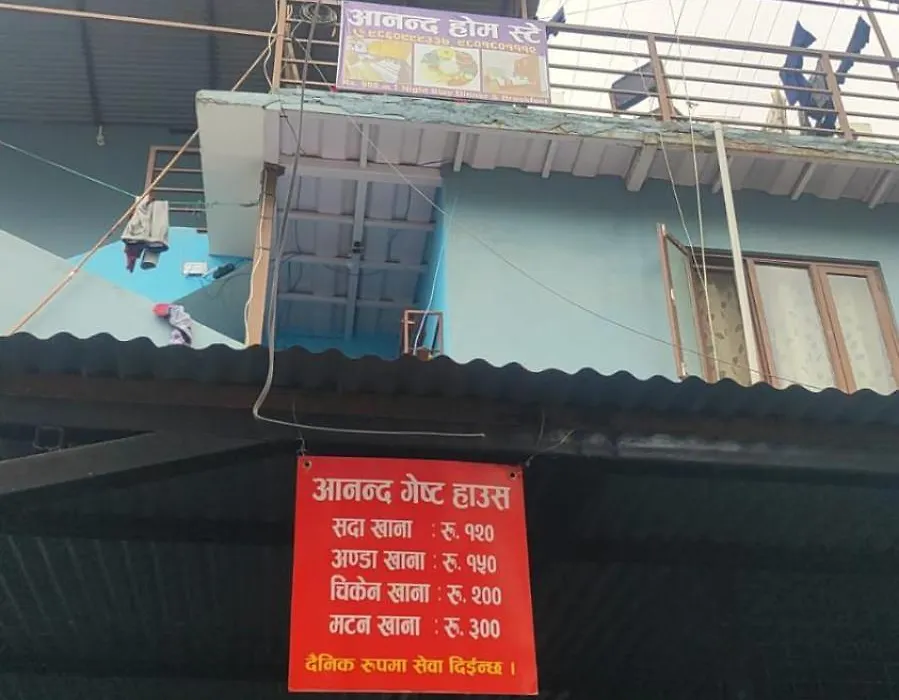 आनन्द होम स्टे
आनन्द गेष्ट हाउस
सदा खाना : रु. १२०
अण्डा खाना : रु. १५०
चिकेन खाना : रु. २००
मटन खाना : रु. ३००
दैनिक रुपमा सेवा दिईन्छ ।